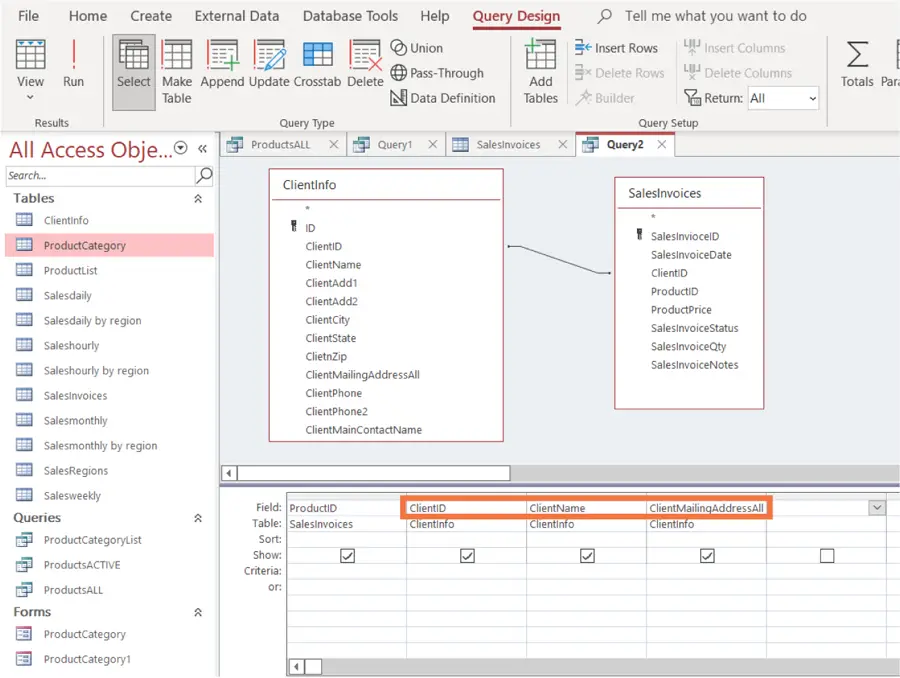 File Home Create External Data Database Tools Help Query Design Tell me what you want to do
View Run Select Make Table Append Update Crosstab Delete
Union
Pass-Through
Data Definition
Add Tables
Insert Rows
Delete Rows
Builder
Insert Columns
Delete Columns
Return: All
Totals Para
Results Query Type Query Setup
All Access Obje...
Search...
Tables
ClientInfo
ProductCategory
ProductList
Salesdaily
Salesdaily by region
Saleshourly
Saleshourly by region
SalesInvoices
Salesmonthly
Salesmonthly by region
SalesRegions
Salesweekly
Queries
ProductCategoryList
ProductsACTIVE
ProductsALL
Forms
ProductCategory
ProductCategory1
ProductsALL Query1 SalesInvoices Query2
ClientInfo
*
ID
ClientID
ClientName
ClientAdd1
ClientAdd2
ClientCity
ClientState
ClietnZip
ClientMailingAddressAll
ClientPhone
ClientPhone2
ClientMainContactName
SalesInvoices
*
SalesInvioceID
SalesInvoiceDate
ClientID
ProductID
ProductPrice
SalesInvoiceStatus
SalesInvoiceQty
SalesInvoiceNotes
Field: ProductID ClientID ClientName ClientMailingAddressAll
Table: SalesInvoices ClientInfo ClientInfo ClientInfo
Sort:
Show:
Criteria:
or: